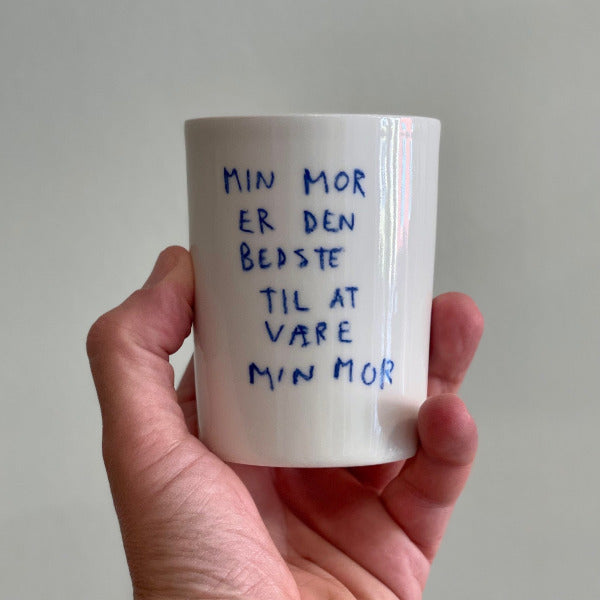 MIN MOR
ER DEN
BEDSTE
TIL AT
VÆRE
MIN MOR